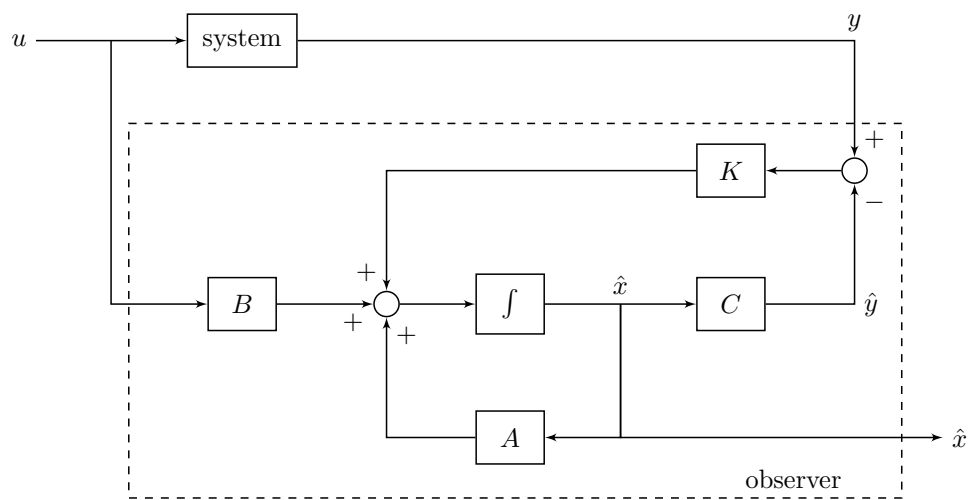 u
system
y
+
K
−
+
B
+
∫
x̂
C
ŷ
+
A
x̂
observer